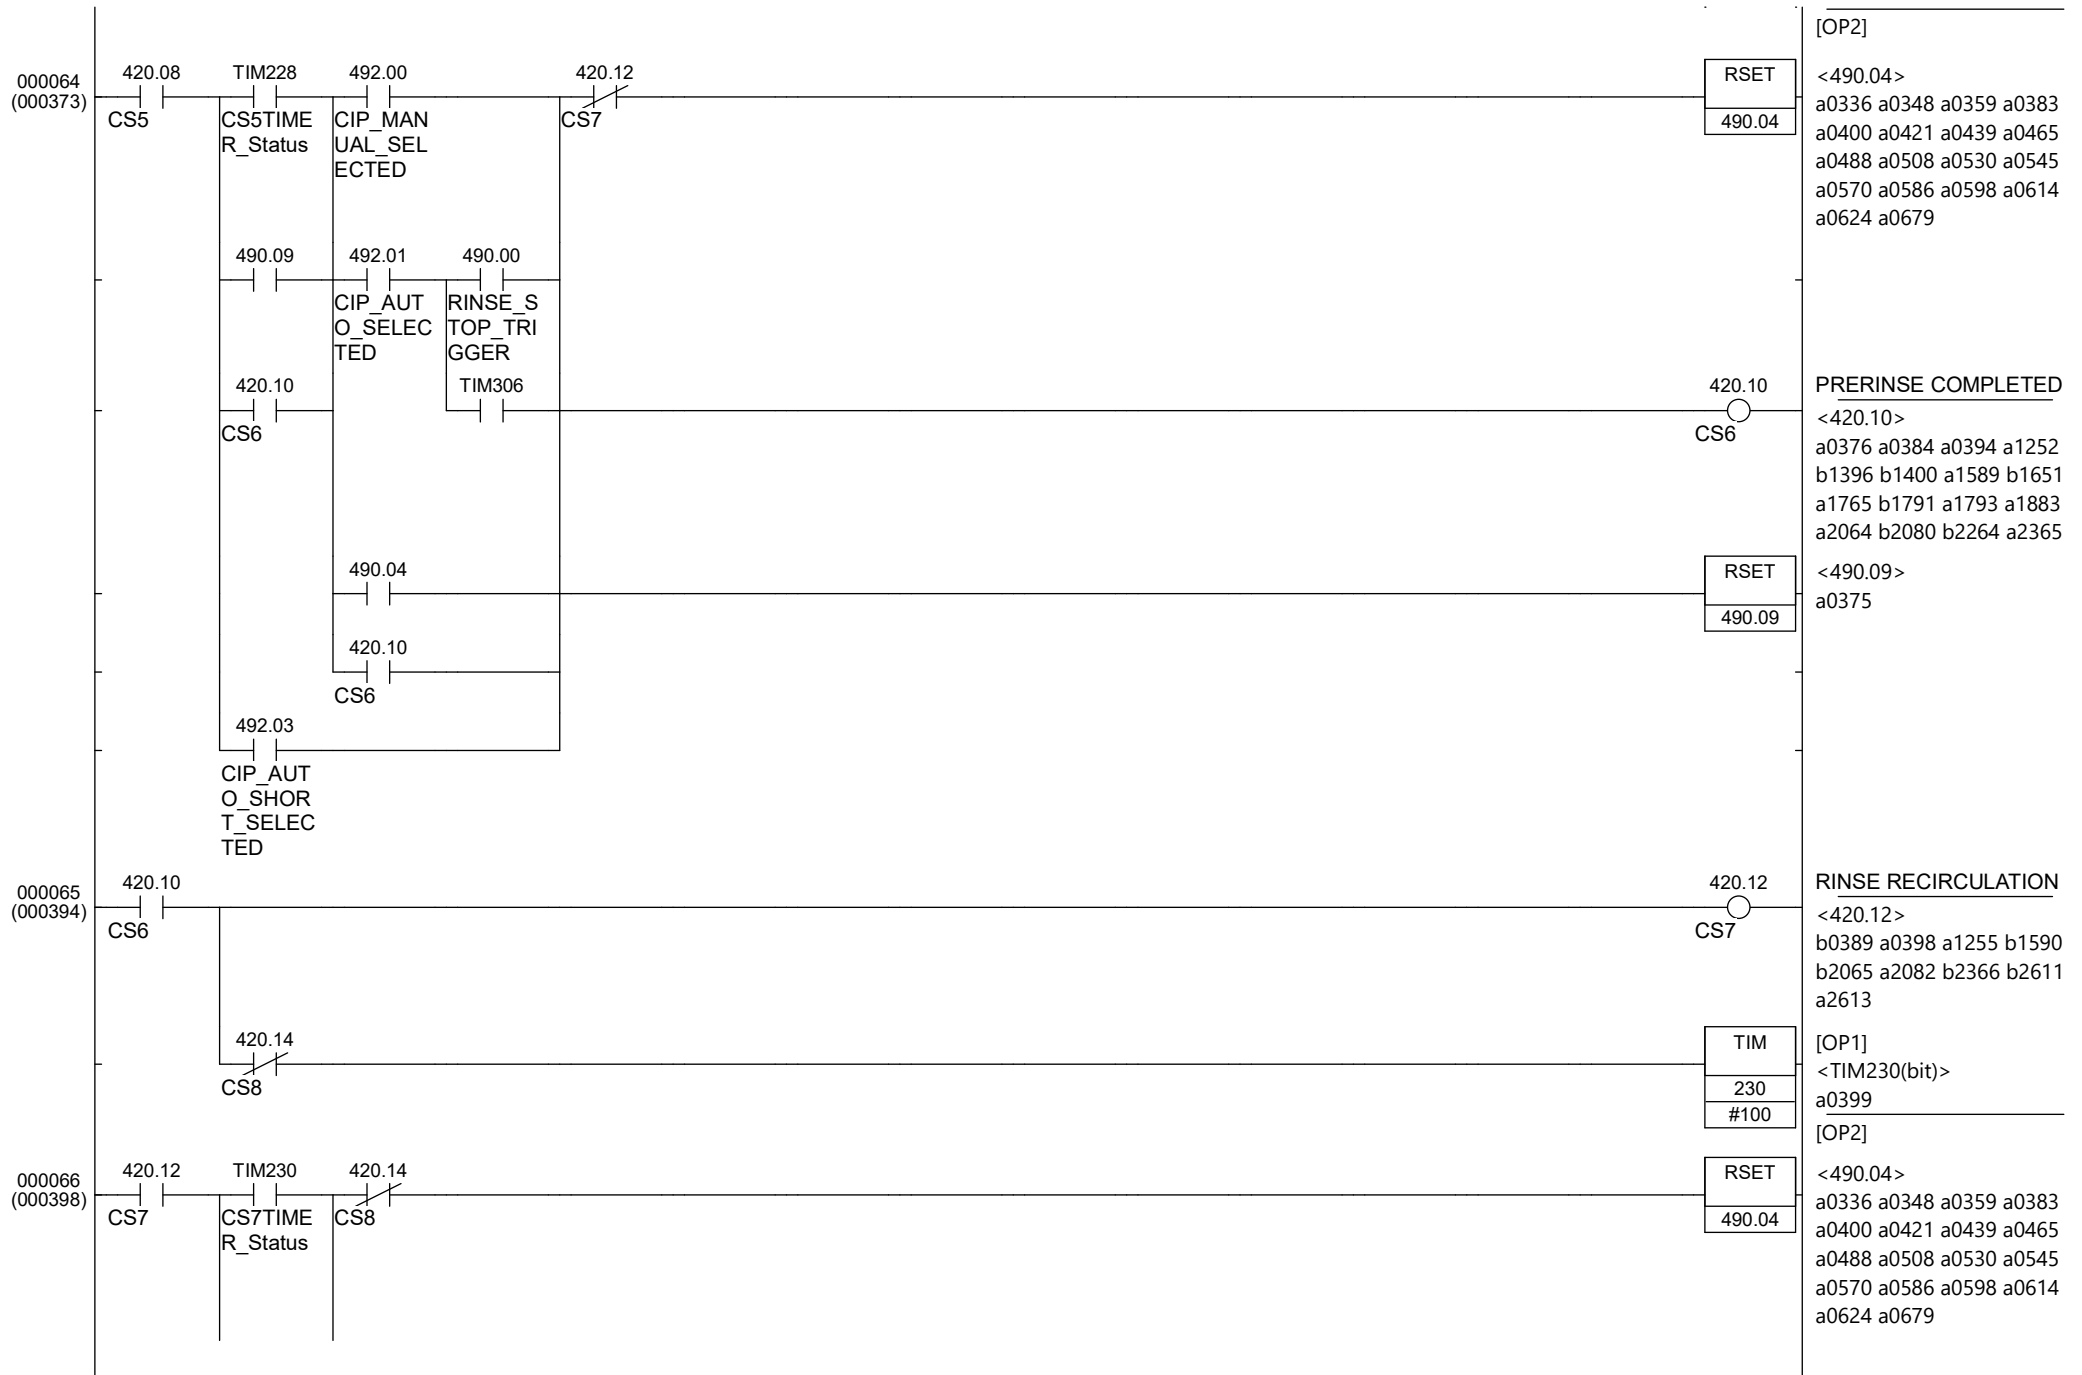 [OP2]
000064
(000373)
420.08 TIM228 492.00 420.12
CS5 CS5TIME CIP_MAN CS7
R_Status UAL_SEL
ECTED
RSET
490.04
<490.04>
a0336 a0348 a0359 a0383
a0400 a0421 a0439 a0465
a0488 a0508 a0530 a0545
a0570 a0586 a0598 a0614
a0624 a0679
490.09 492.01 490.00
CIP_AUT RINSE_S
O_SELEC TOP_TRI
TED GGER
420.10 TIM306 420.10
CS6 CS6
PRERINSE COMPLETED
<420.10>
a0376 a0384 a0394 a1252
b1396 b1400 a1589 b1651
a1765 b1791 a1793 a1883
a2064 b2080 b2264 a2365
490.04
RSET
490.09
<490.09>
a0375
420.10
CS6
492.03
CIP_AUT
O_SHOR
T_SELEC
TED
000065
(000394)
420.10 420.12
CS6 CS7
RINSE RECIRCULATION
<420.12>
b0389 a0398 a1255 b1590
b2065 a2082 b2366 b2611
a2613
420.14
CS8
TIM
230
#100
[OP1]
<TIM230(bit)>
a0399
[OP2]
000066
(000398)
420.12 TIM230 420.14
CS7 CS7TIME CS8
R_Status
RSET
490.04
<490.04>
a0336 a0348 a0359 a0383
a0400 a0421 a0439 a0465
a0488 a0508 a0530 a0545
a0570 a0586 a0598 a0614
a0624 a0679